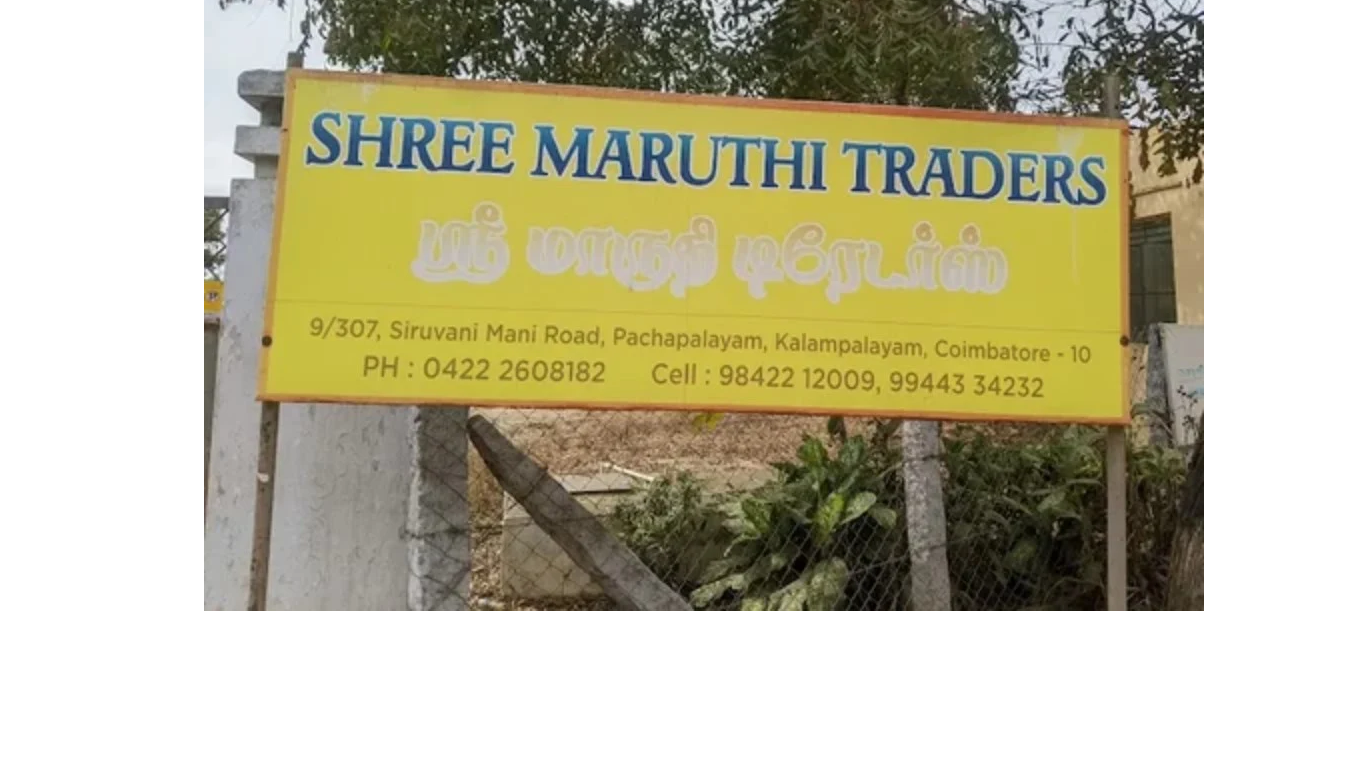 SHREE MARUTHI TRADERS
ஸ்ரீ மாருதி டிரேடர்ஸ்
9/307, Siruvani Mani Road, Pachapalayam, Kalampalayam, Coimbatore - 10
PH : 0422 2608182 Cell : 98422 12009, 99443 34232